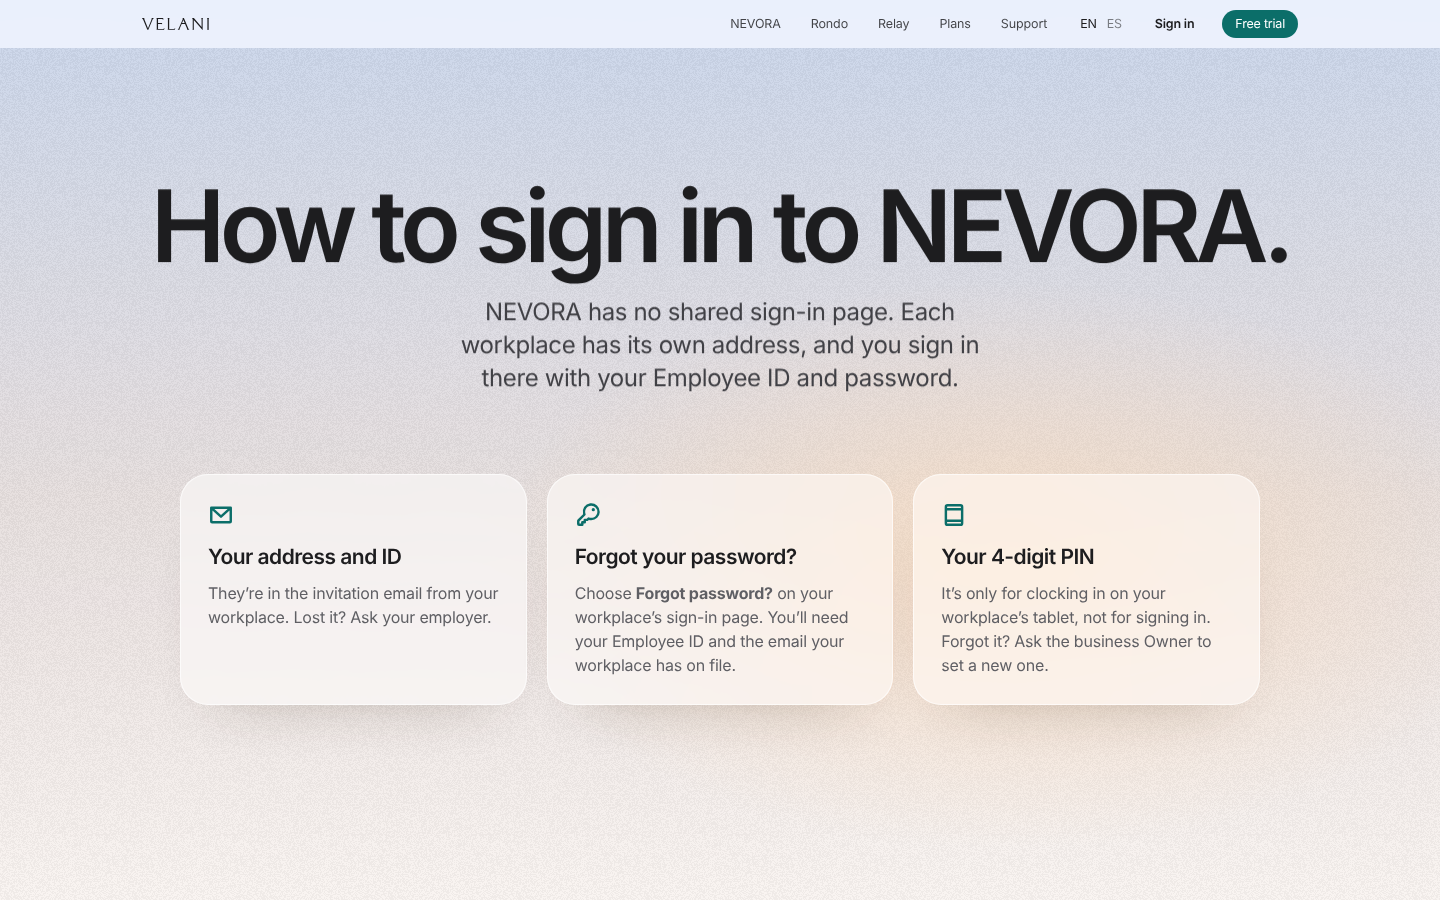 VELANI
NEVORA Rondo Relay Plans Support EN ES Sign in Free trial
How to sign in to NEVORA.
NEVORA has no shared sign-in page. Each
workplace has its own address, and you sign in
there with your Employee ID and password.
Your address and ID
They’re in the invitation email from your
workplace. Lost it? Ask your employer.
Forgot your password?
Choose Forgot password? on your
workplace’s sign-in page. You’ll need
your Employee ID and the email your
workplace has on file.
Your 4-digit PIN
It’s only for clocking in on your
workplace’s tablet, not for signing in.
Forgot it? Ask the business Owner to
set a new one.